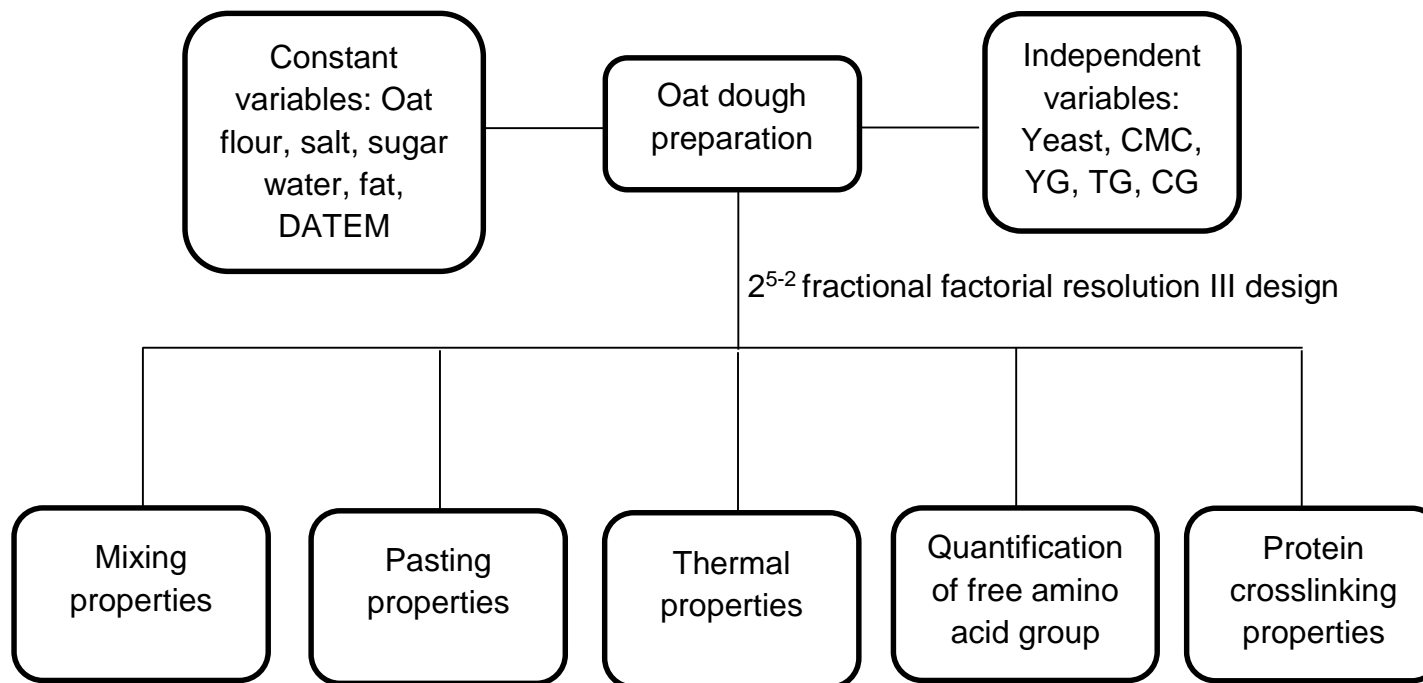 Constant
variables: Oat
flour, salt, sugar
water, fat,
DATEM
Oat dough
preparation
Independent
variables:
Yeast, CMC,
YG, TG, CG
2⁵⁻² fractional factorial resolution III design
Mixing
properties
Pasting
properties
Thermal
properties
Quantification
of free amino
acid group
Protein
crosslinking
properties